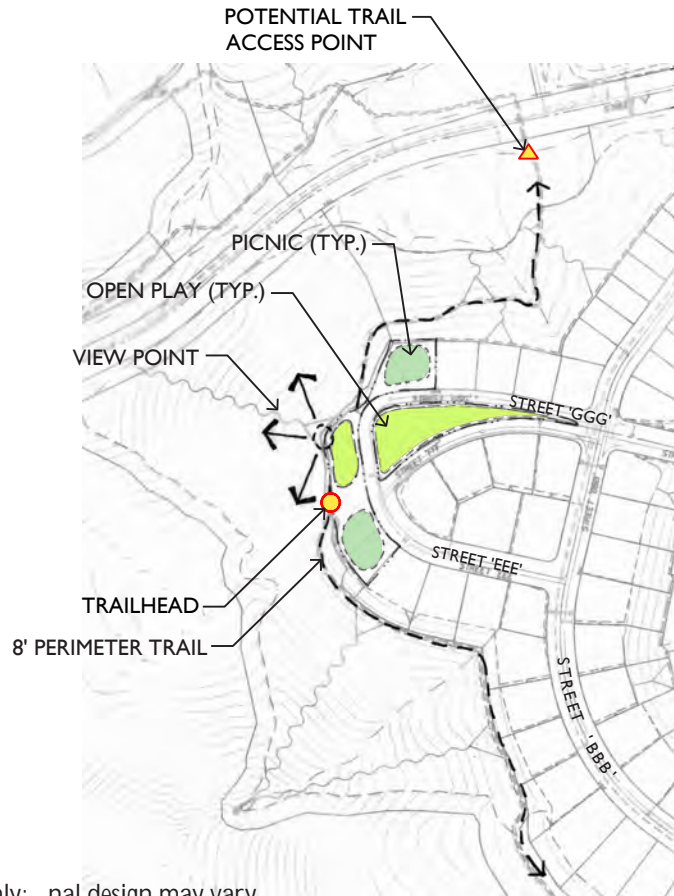 POTENTIAL TRAIL
ACCESS POINT
PICNIC (TYP.)
OPEN PLAY (TYP.)
VIEW POINT
STREET 'GGG'
STREET 'EEE'
TRAILHEAD
8' PERIMETER TRAIL
STREET 'BBB'
nal design may vary